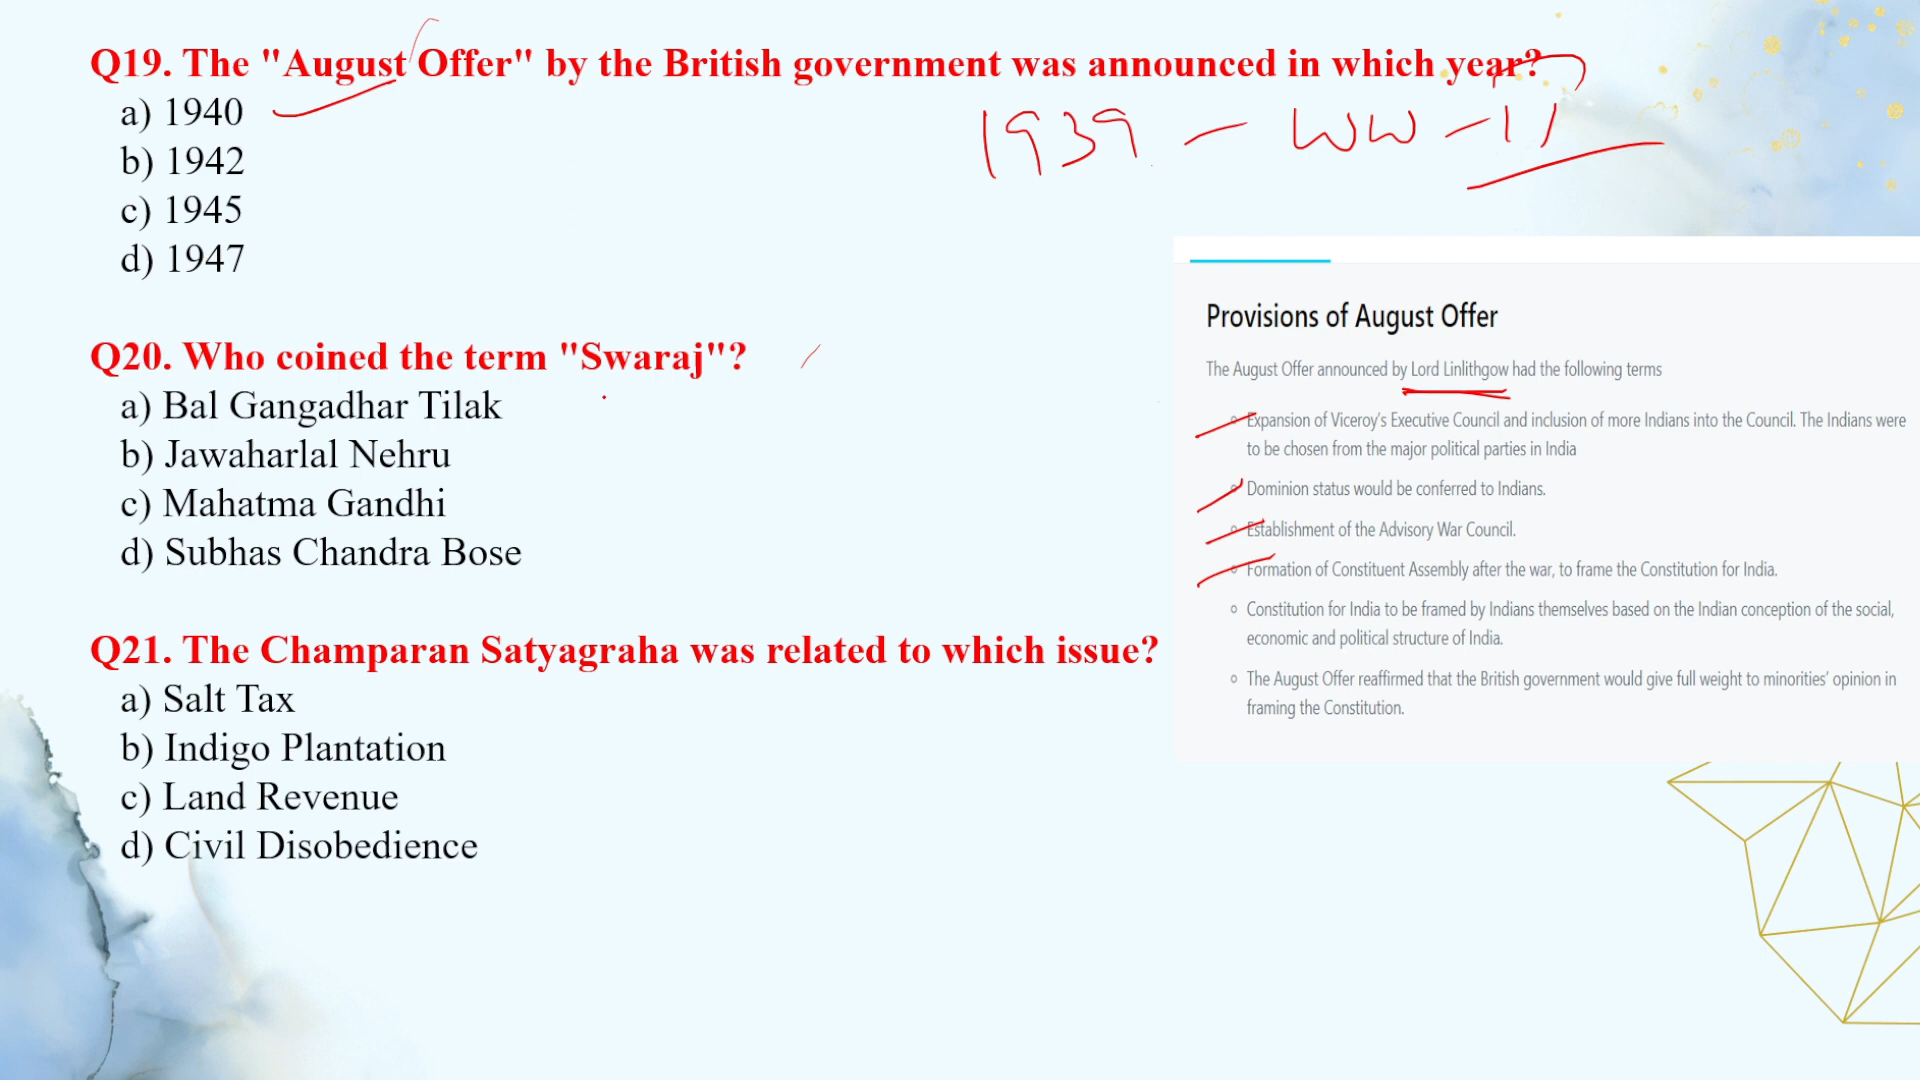 Q19. The "August Offer" by the British government was announced in which year?
a) 1940
b) 1942
c) 1945
d) 1947
1939 - WW - II
Q20. Who coined the term "Swaraj"?
a) Bal Gangadhar Tilak
b) Jawaharlal Nehru
c) Mahatma Gandhi
d) Subhas Chandra Bose
Q21. The Champaran Satyagraha was related to which issue?
a) Salt Tax
b) Indigo Plantation
c) Land Revenue
d) Civil Disobedience
Provisions of August Offer
The August Offer announced by Lord Linlithgow had the following terms
Expansion of Viceroy's Executive Council and inclusion of more Indians into the Council. The Indians were
to be chosen from the major political parties in India
Dominion status would be conferred to Indians.
Establishment of the Advisory War Council.
Formation of Constituent Assembly after the war, to frame the Constitution for India.
Constitution for India to be framed by Indians themselves based on the Indian conception of the social,
economic and political structure of India.
The August Offer reaffirmed that the British government would give full weight to minorities' opinion in
framing the Constitution.